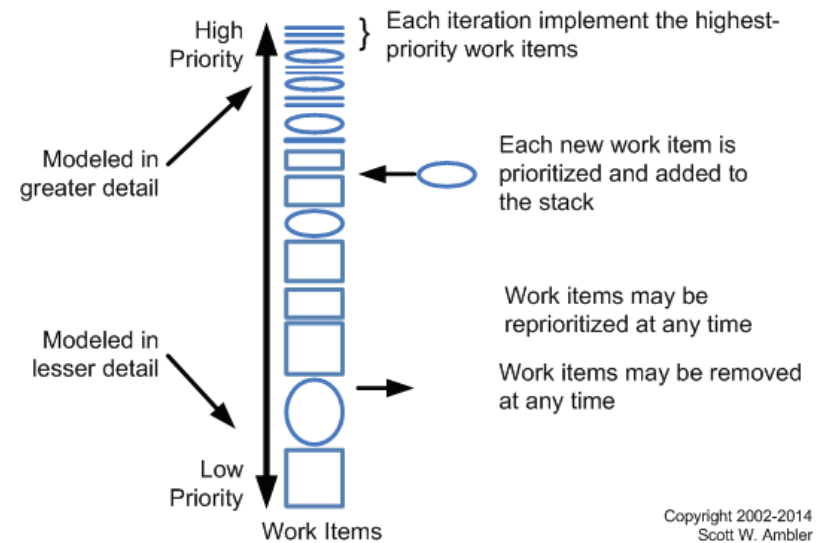 High
Priority
Each iteration implement the highest-
priority work items
Modeled in
greater detail
Each new work item is
prioritized and added to
the stack
Work items may be
reprioritized at any time
Modeled in
lesser detail
Work items may be removed
at any time
Low
Priority
Work Items
Copyright 2002-2014
Scott W. Ambler